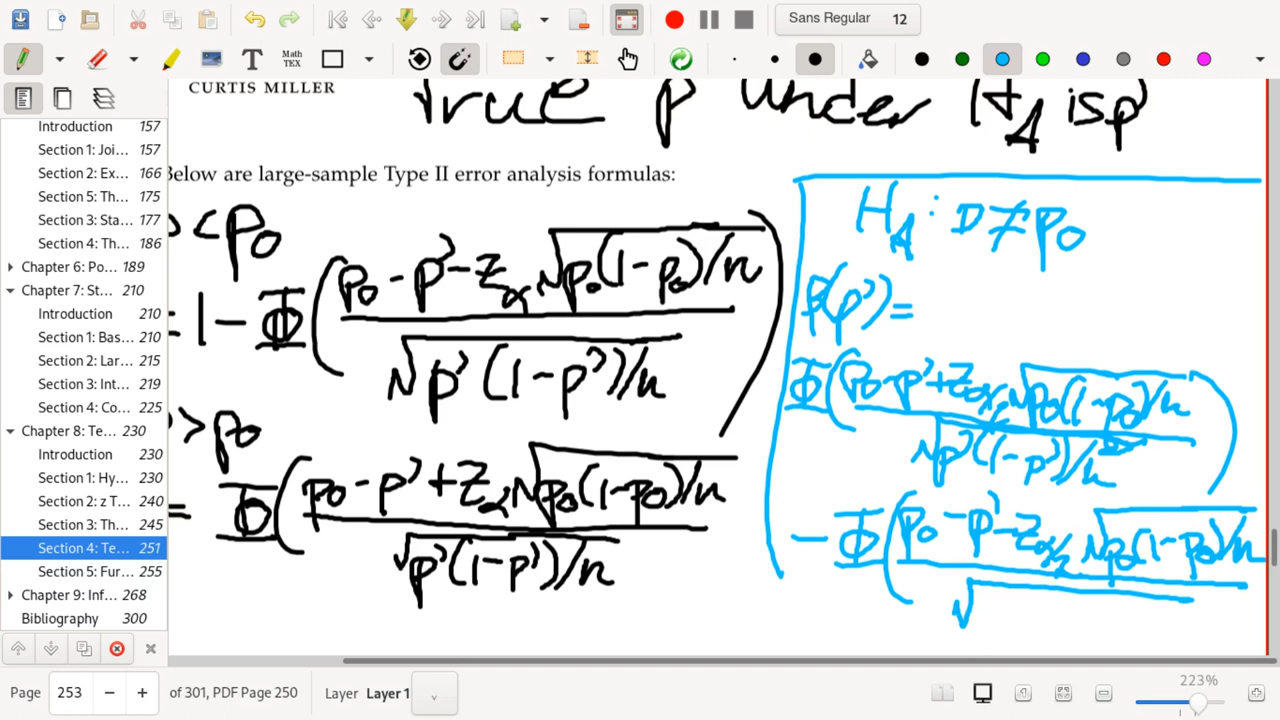 Sans Regular 12
T Math TEX
CURTIS MILLER
True p under H_A is p'
Introduction 157
Section 1: Joi... 157
Section 2: Ex... 166
Section 5: Th... 175
Section 3: Sta... 177
Section 4: Th... 186
Chapter 6: Po... 189
Chapter 7: St... 210
Introduction 210
Section 1: Bas... 210
Section 2: Lar... 215
Section 3: Int... 219
Section 4: Co... 225
Chapter 8: Te... 230
Introduction 230
Section 1: Hy... 230
Section 2: z T... 240
Section 3: Th... 245
Section 4: Te... 251
Section 5: Fur... 255
Chapter 9: Inf... 268
Bibliography 300
Below are large-sample Type II error analysis formulas:
< p₀
= 1 - Φ((p₀ - p' - z_α √(p₀(1-p₀)/n)) / √(p'(1-p')/n))
> p₀
= Φ((p₀ - p' + z_α √(p₀(1-p₀)/n)) / √(p'(1-p')/n))
H_A: p ≠ p₀
β(p') =
Φ((p₀ - p' + z_α/₂ √(p₀(1-p₀)/n)) / √(p'(1-p')/n))
- Φ((p₀ - p' - z_α/₂ √(p₀(1-p₀)/n)) / √
Page 253 of 301, PDF Page 250 Layer Layer 1 223%